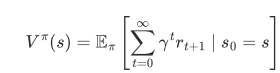 V^π(s) = 𝔼_π [ ∑_{t=0}^{∞} γ^t r_{t+1} | s_0 = s ]